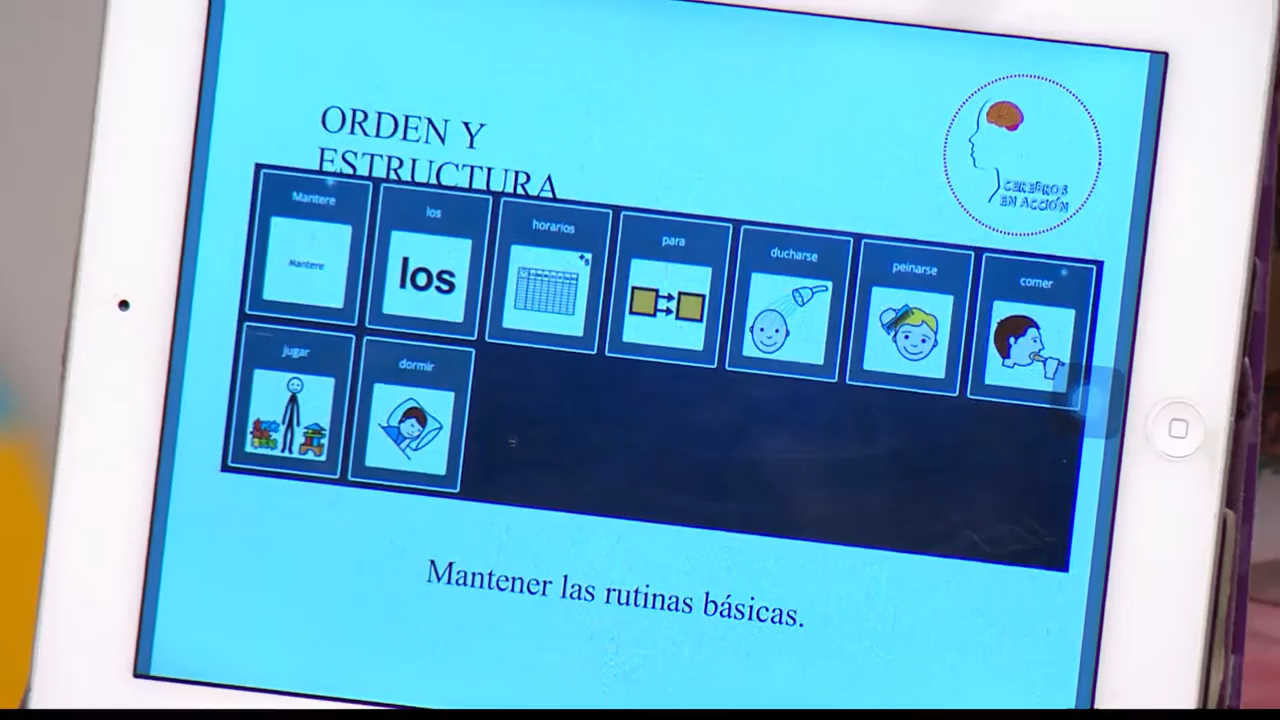 ORDEN Y
ESTRUCTURA
CEREBROS
EN ACCIÓN
Mantere
los
horarios
para
ducharse
peinarse
comer
Mantere
los
jugar
dormir
Mantener las rutinas básicas.